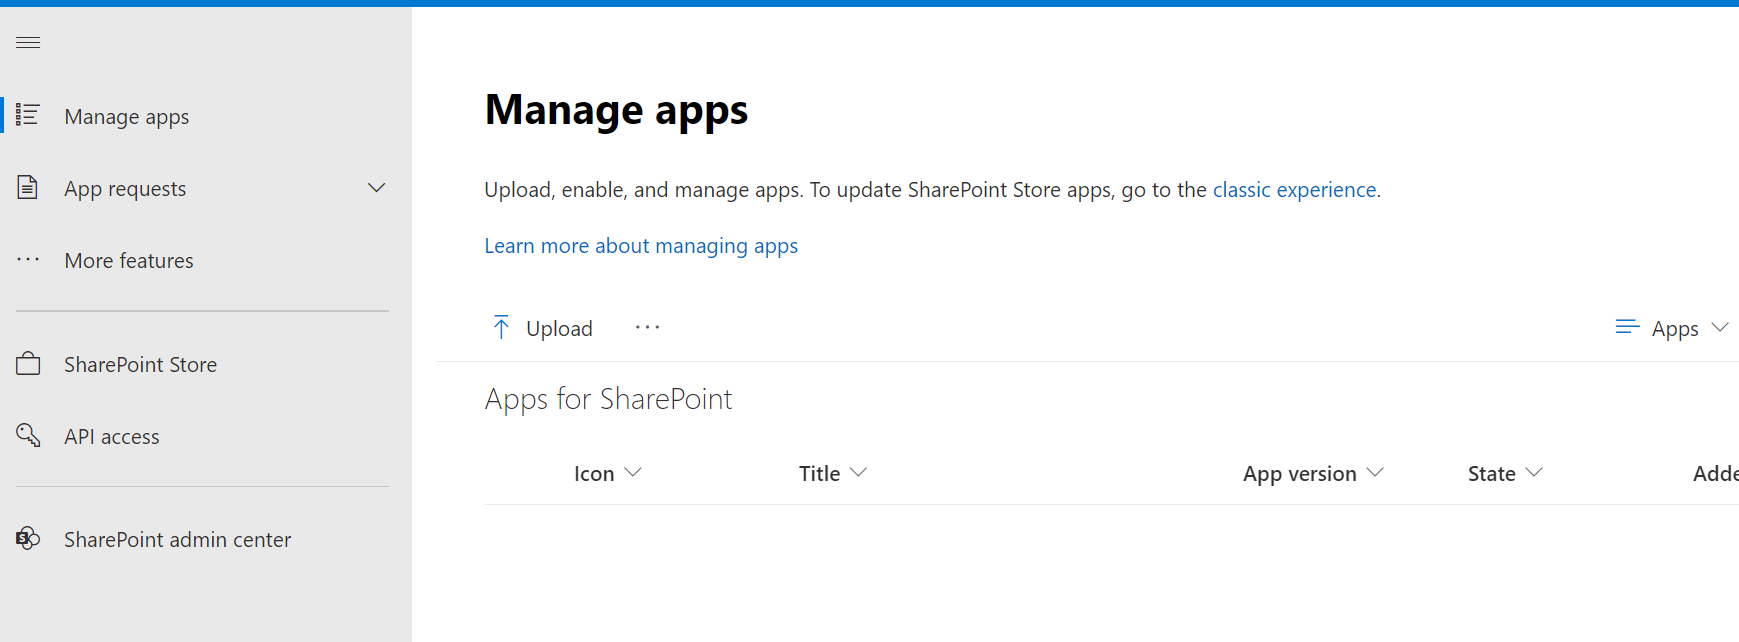 Manage apps
App requests
More features
SharePoint Store
API access
SharePoint admin center
Manage apps
Upload, enable, and manage apps. To update SharePoint Store apps, go to the classic experience.
Learn more about managing apps
Upload
Apps
Apps for SharePoint
Icon Title App version State Adde